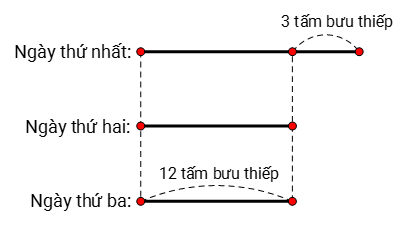 3 tấm bưu thiếp
Ngày thứ nhất:
Ngày thứ hai:
12 tấm bưu thiếp
Ngày thứ ba: